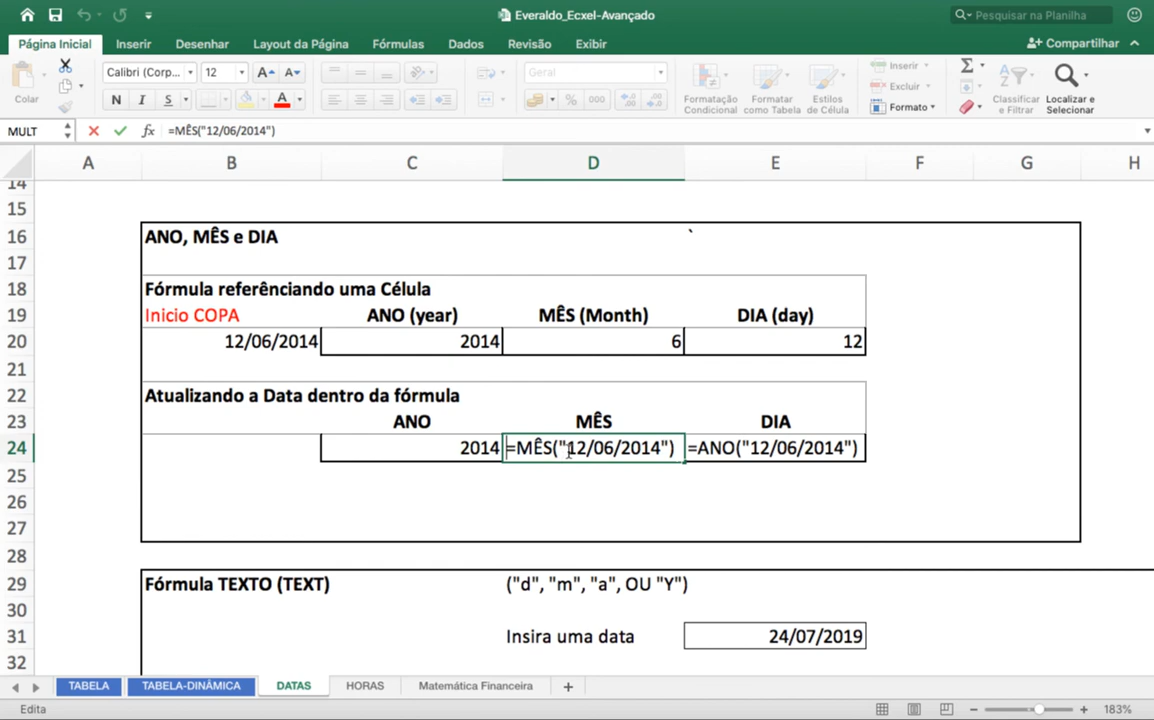 Everaldo_Ecxel-Avançado
Pesquisar na Planilha
Página Inicial Inserir Desenhar Layout da Página Fórmulas Dados Revisão Exibir Compartilhar
Colar
Calibri (Corp... 12
N I S A
Geral
% 000
Formatação Condicional
Formatar como Tabela
Estilos de Célula
Inserir
Excluir
Formato
Classificar e Filtrar
Localizar e Selecionar
MULT fx =MÊS("12/06/2014")
A B C D E F G H
14
15
16 ANO, MÊS e DIA `
17
18 Fórmula referênciando uma Célula
19 Inicio COPA ANO (year) MÊS (Month) DIA (day)
20 12/06/2014 2014 6 12
21
22 Atualizando a Data dentro da fórmula
23 ANO MÊS DIA
24 2014 =MÊS("12/06/2014") =ANO("12/06/2014")
25
26
27
28
29 Fórmula TEXTO (TEXT) ("d", "m", "a", OU "Y")
30
31 Insira uma data 24/07/2019
32
TABELA TABELA-DINÂMICA DATAS HORAS Matemática Financeira +
Edita 183%